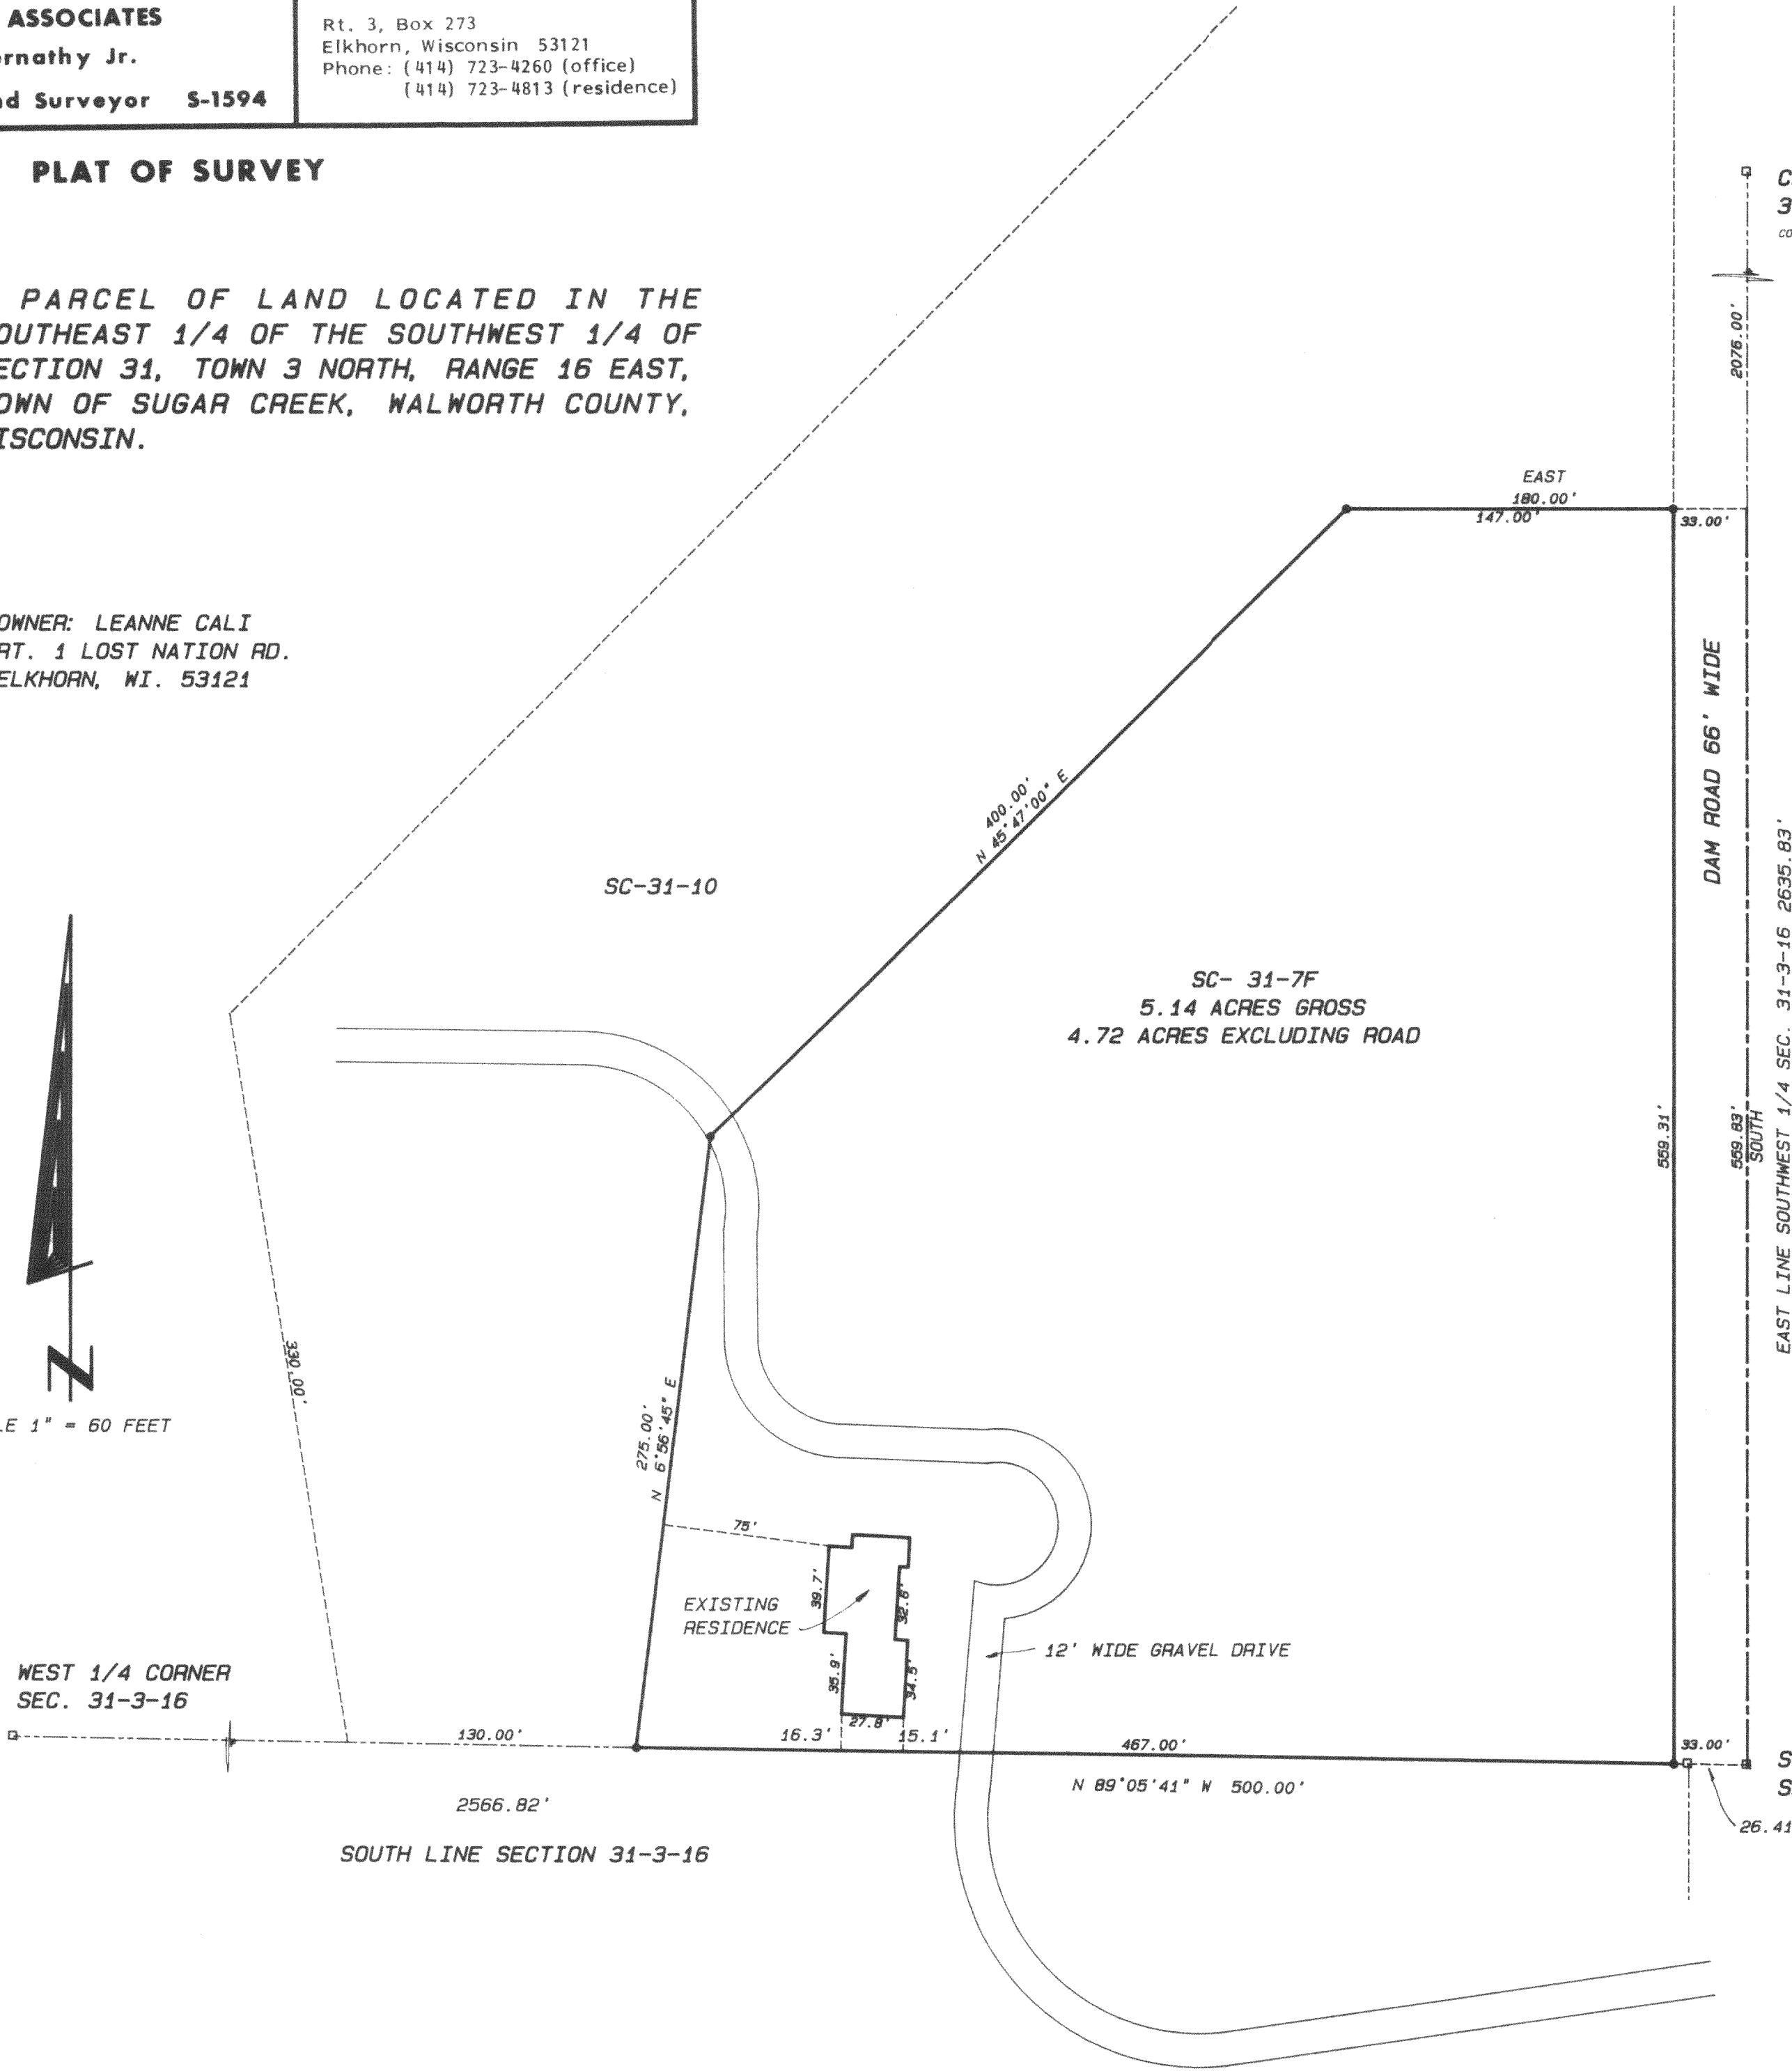 ASSOCIATES
ernathy Jr.
nd Surveyor S-1594
Rt. 3, Box 273
Elkhorn, Wisconsin 53121
Phone: (414) 723-4260 (office)
(414) 723-4813 (residence)
PLAT OF SURVEY
PARCEL OF LAND LOCATED IN THE
OUTHEAST 1/4 OF THE SOUTHWEST 1/4 OF
ECTION 31, TOWN 3 NORTH, RANGE 16 EAST,
OWN OF SUGAR CREEK, WALWORTH COUNTY,
ISCONSIN.
C
3
CO
2076.00'
EAST
180.00'
147.00'
33.00'
OWNER: LEANNE CALI
RT. 1 LOST NATION RD.
ELKHORN, WI. 53121
DAM ROAD 66' WIDE
400.00'
N 45°47'00" E
SC-31-10
SC- 31-7F
5.14 ACRES GROSS
4.72 ACRES EXCLUDING ROAD
559.31'
559.83'
SOUTH
EAST LINE SOUTHWEST 1/4 SEC. 31-3-16 2635.83'
330.00'
N
LE 1" = 60 FEET
275.00'
N 6°56'45" E
75'
39.7'
32.6'
EXISTING
RESIDENCE
35.9'
34.5'
27.8'
16.3'
15.1'
12' WIDE GRAVEL DRIVE
WEST 1/4 CORNER
SEC. 31-3-16
130.00'
467.00'
33.00'
N 89°05'41" W 500.00'
S
S
26.41
2566.82'
SOUTH LINE SECTION 31-3-16